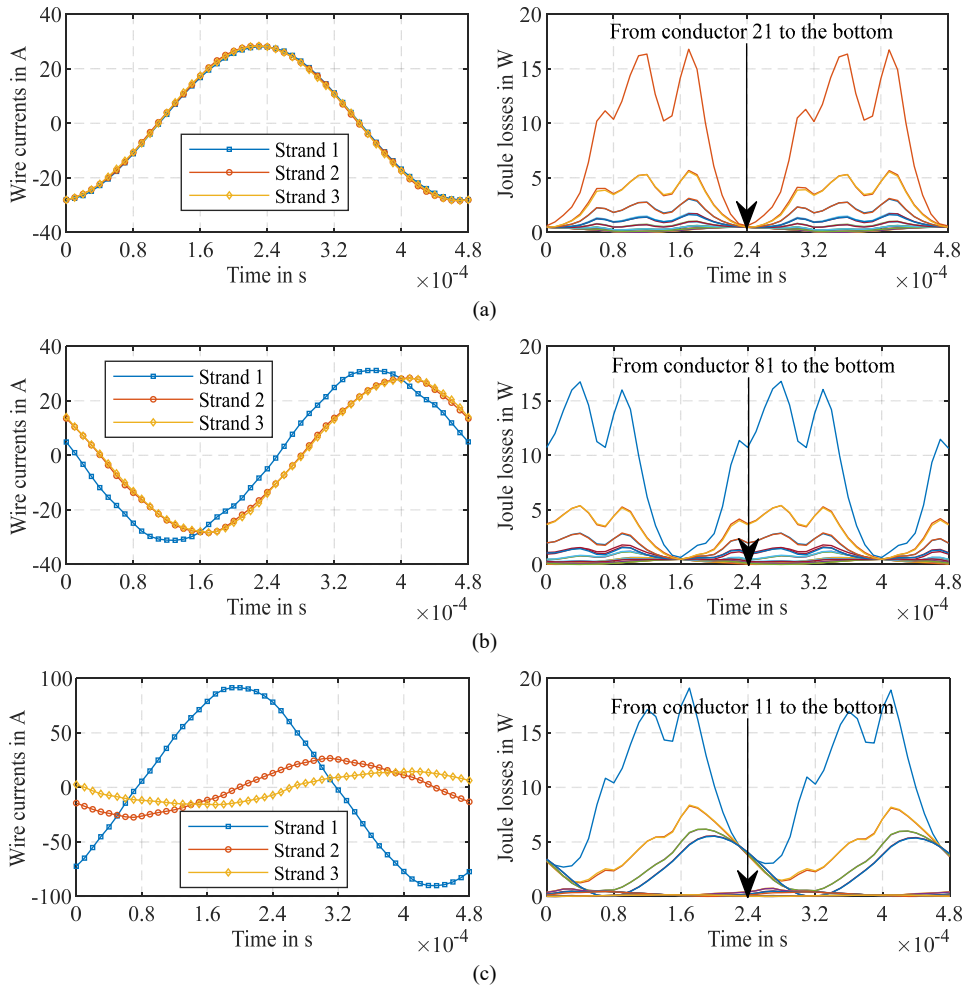 Wire currents in A
40
20
0
-20
-40
Strand 1
Strand 2
Strand 3
0 0.8 1.6 2.4 3.2 4 4.8
Time in s
×10⁻⁴
Joule losses in W
20
15
10
5
0
From conductor 21 to the bottom
0 0.8 1.6 2.4 3.2 4 4.8
Time in s
×10⁻⁴
(a)
Wire currents in A
40
20
0
-20
-40
Strand 1
Strand 2
Strand 3
0 0.8 1.6 2.4 3.2 4 4.8
Time in s
×10⁻⁴
Joule losses in W
20
15
10
5
0
From conductor 81 to the bottom
0 0.8 1.6 2.4 3.2 4 4.8
Time in s
×10⁻⁴
(b)
Wire currents in A
100
50
0
-50
-100
Strand 1
Strand 2
Strand 3
0 0.8 1.6 2.4 3.2 4 4.8
Time in s
×10⁻⁴
Joule losses in W
20
15
10
5
0
From conductor 11 to the bottom
0 0.8 1.6 2.4 3.2 4 4.8
Time in s
×10⁻⁴
(c)